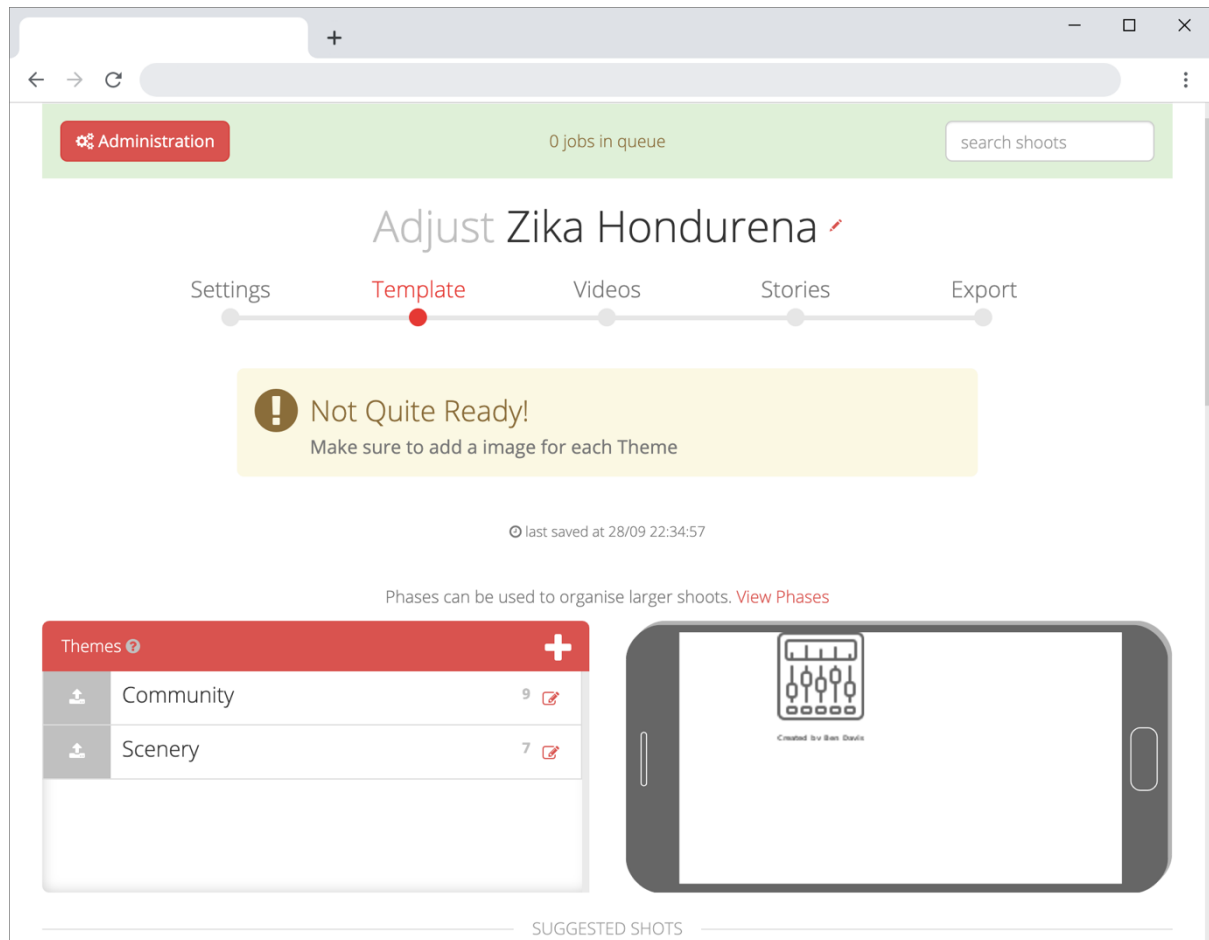 Administration
0 jobs in queue
search shoots
Adjust Zika Hondurena
Settings
Template
Videos
Stories
Export
Not Quite Ready!
Make sure to add a image for each Theme
last saved at 28/09 22:34:57
Phases can be used to organise larger shoots. View Phases
Themes
Community 9
Scenery 7
Created by Ben Davis
SUGGESTED SHOTS